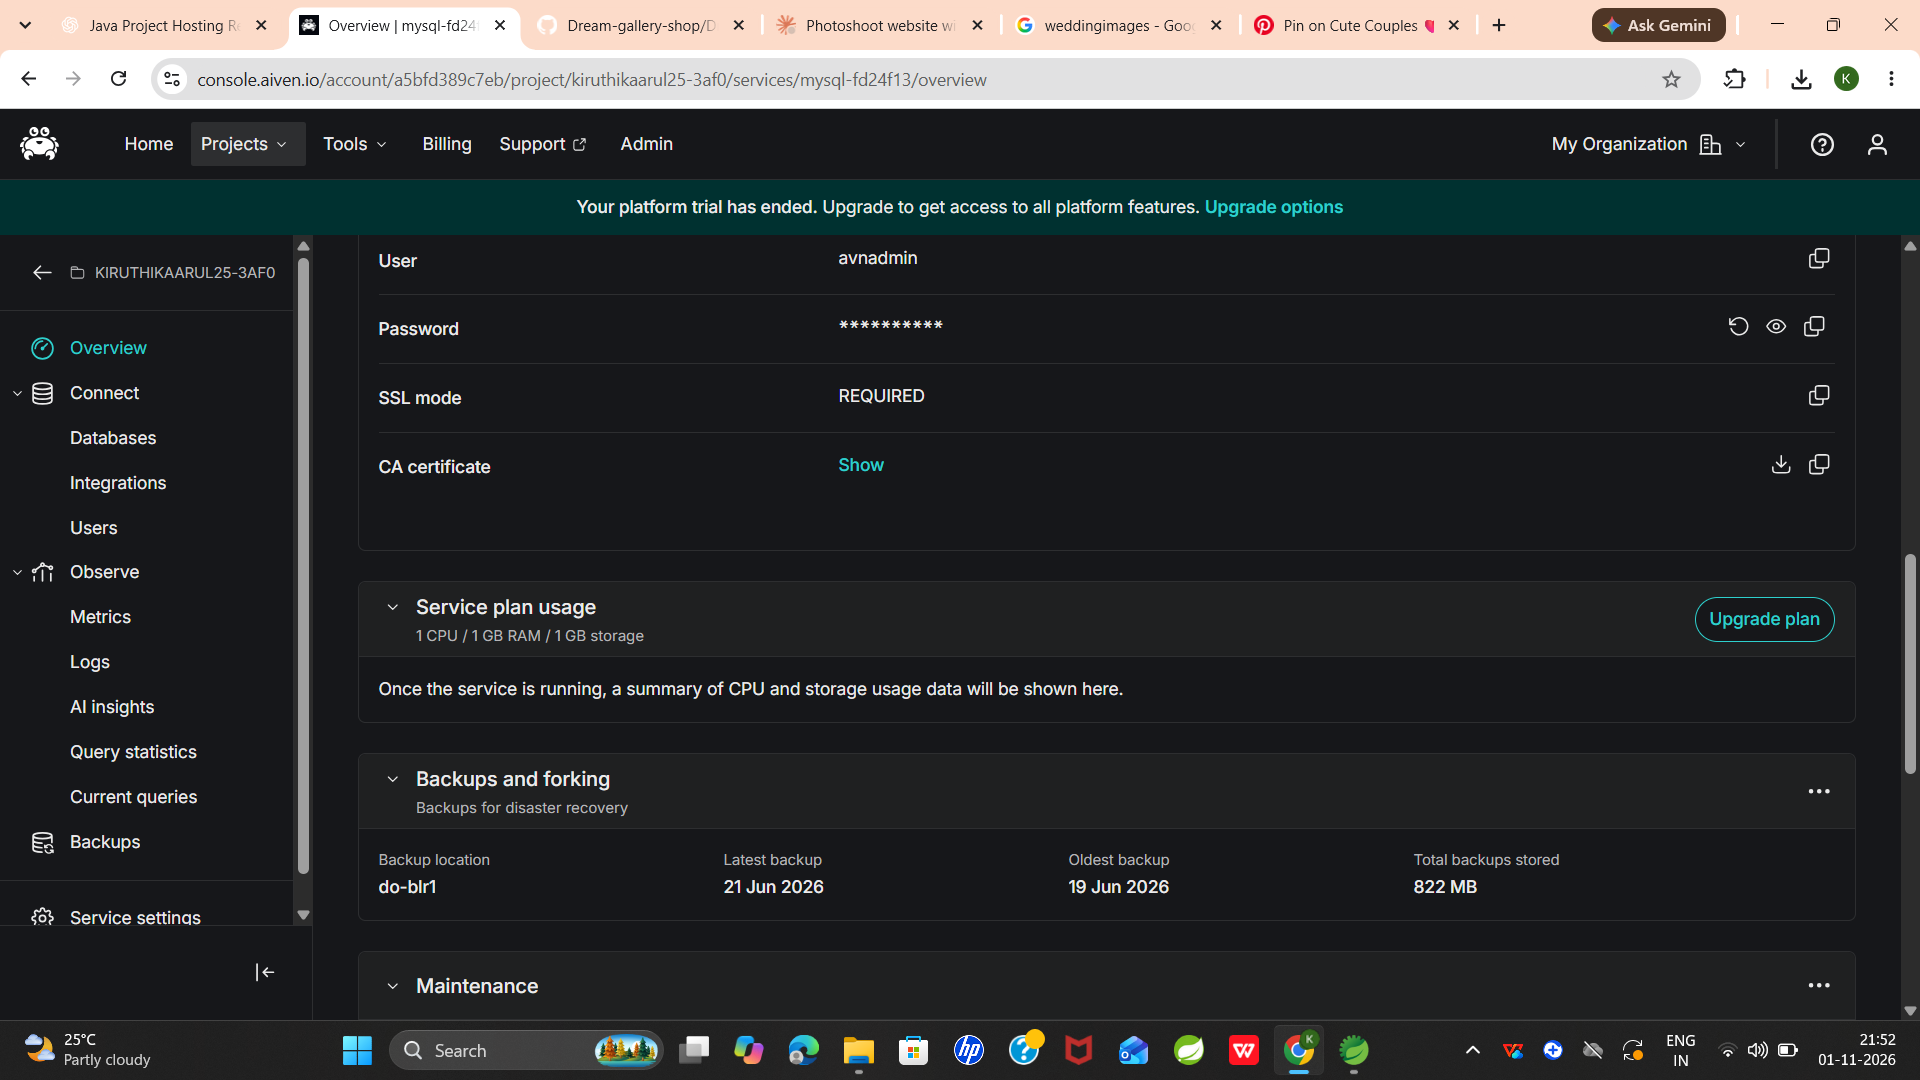 Java Project Hosting Re
Overview | mysql-fd24
Dream-gallery-shop/D
Photoshoot website wi
weddingimages - Goo
Pin on Cute Couples
Ask Gemini
console.aiven.io/account/a5bfd389c7eb/project/kiruthikaarul25-3af0/services/mysql-fd24f13/overview
K
Home
Projects
Tools
Billing
Support
Admin
My Organization
Your platform trial has ended. Upgrade to get access to all platform features. Upgrade options
KIRUTHIKAARUL25-3AF0
Overview
Connect
Databases
Integrations
Users
Observe
Metrics
Logs
AI insights
Query statistics
Current queries
Backups
Service settings
User
avnadmin
Password
**********
SSL mode
REQUIRED
CA certificate
Show
Service plan usage
1 CPU / 1 GB RAM / 1 GB storage
Upgrade plan
Once the service is running, a summary of CPU and storage usage data will be shown here.
Backups and forking
Backups for disaster recovery
Backup location
do-blr1
Latest backup
21 Jun 2026
Oldest backup
19 Jun 2026
Total backups stored
822 MB
Maintenance
25°C
Partly cloudy
Search
ENG
IN
21:52
01-11-2026